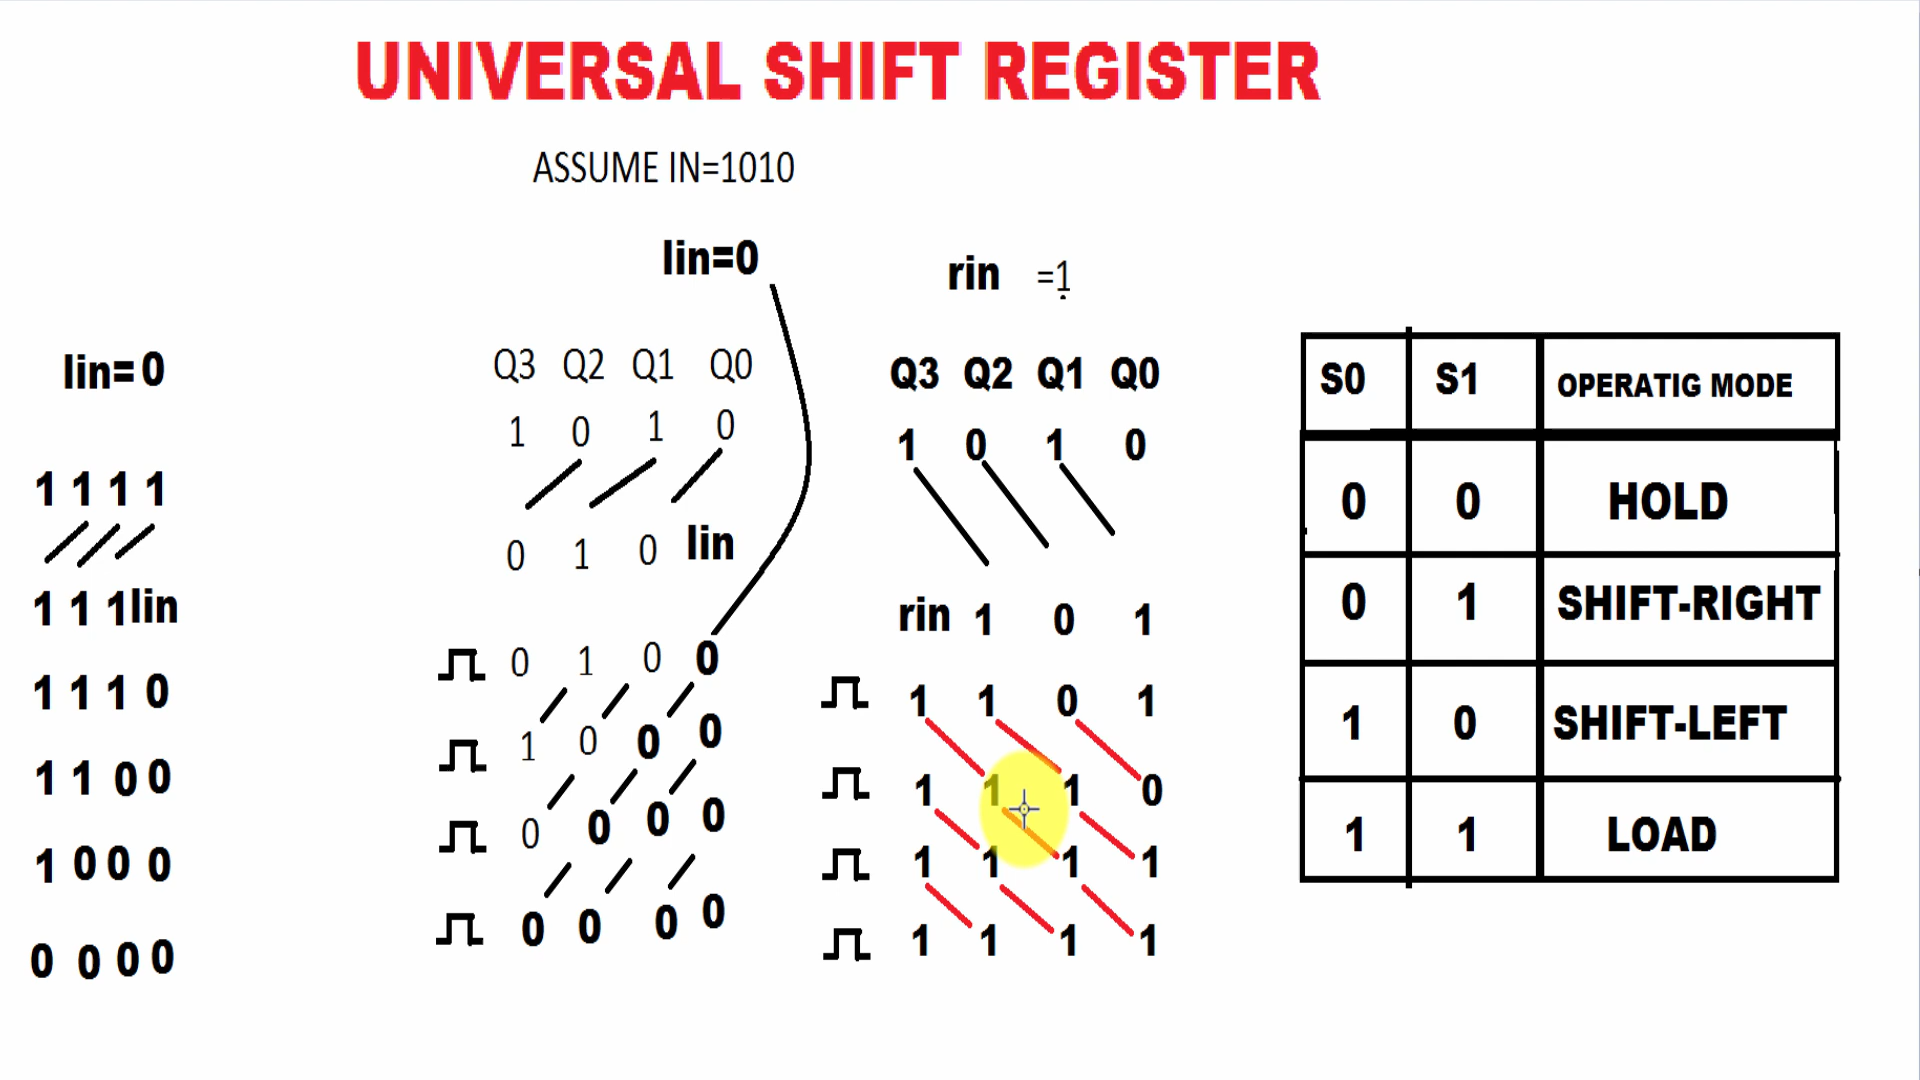 UNIVERSAL SHIFT REGISTER
ASSUME IN=1010
lin=0
1 1 1 1
1 1 1lin
1 1 1 0
1 1 0 0
1 0 0 0
0 0 0 0
lin=0
Q3 Q2 Q1 Q0
1 0 1 0
0 1 0 lin
0 1 0 0
1 0 0 0
0 0 0 0
0 0 0 0
rin =1
Q3 Q2 Q1 Q0
1 0 1 0
rin 1 0 1
1 1 0 1
1 1 1 0
1 1 1 1
1 1 1 1
S0 S1 OPERATIG MODE
0 0 HOLD
0 1 SHIFT-RIGHT
1 0 SHIFT-LEFT
1 1 LOAD